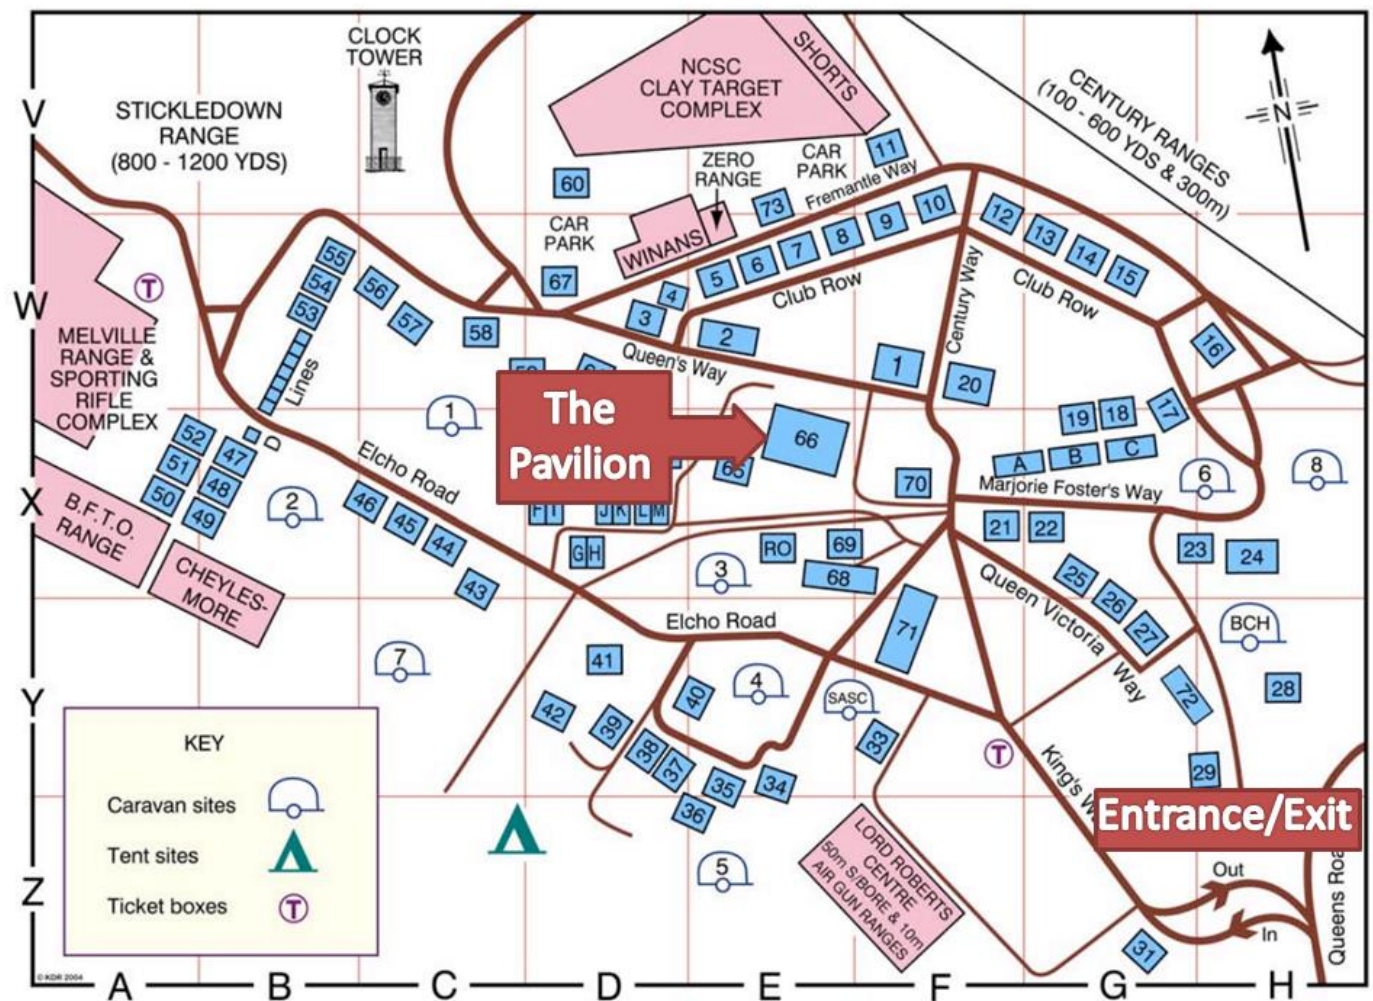 CLOCK
TOWER
NCSC
CLAY TARGET
COMPLEX
SHORTS
CENTURY RANGES
(100 - 600 YDS & 300m)
N
V
STICKLEDOWN
RANGE
(800 - 1200 YDS)
ZERO
RANGE
CAR
PARK
11
60
Fremantle Way
73
10
12
CAR
PARK
WINANS
9
13
8
14
7
15
6
5
55
54
53
56
57
58
67
4
3
2
Club Row
Club Row
Century Way
W
T
MELVILLE
RANGE &
SPORTING
RIFLE
COMPLEX
Lines
D
Queen's Way
1
20
16
1
The
Pavilion
66
65
19
18
17
A
B
C
52
51
50
47
48
49
Elcho Road
2
46
45
44
43
70
Marjorie Foster's Way
6
8
X
B.F.T.O.
RANGE
CHEYLES-
MORE
F
I
J
K
L
M
G
H
3
RO
69
68
21
22
23
24
25
26
27
Queen Victoria Way
BCH
71
Elcho Road
7
41
4
40
SASC
28
72
Y
42
39
38
37
33
35
34
36
29
T
King's W
Entrance/Exit
KEY
Caravan sites
Tent sites
Ticket boxes
T
5
LORD ROBERTS
CENTRE
50m S/BORE & 10m
AIR GUN RANGES
Out
In
Queens Roa
31
Z
© KDR 2004
A
B
C
D
E
F
G
H